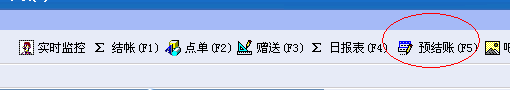 实时监控 Σ 结帐(F1) 点单(F2) 赠送(F3) Σ 日报表(F4) 预结账(F5)